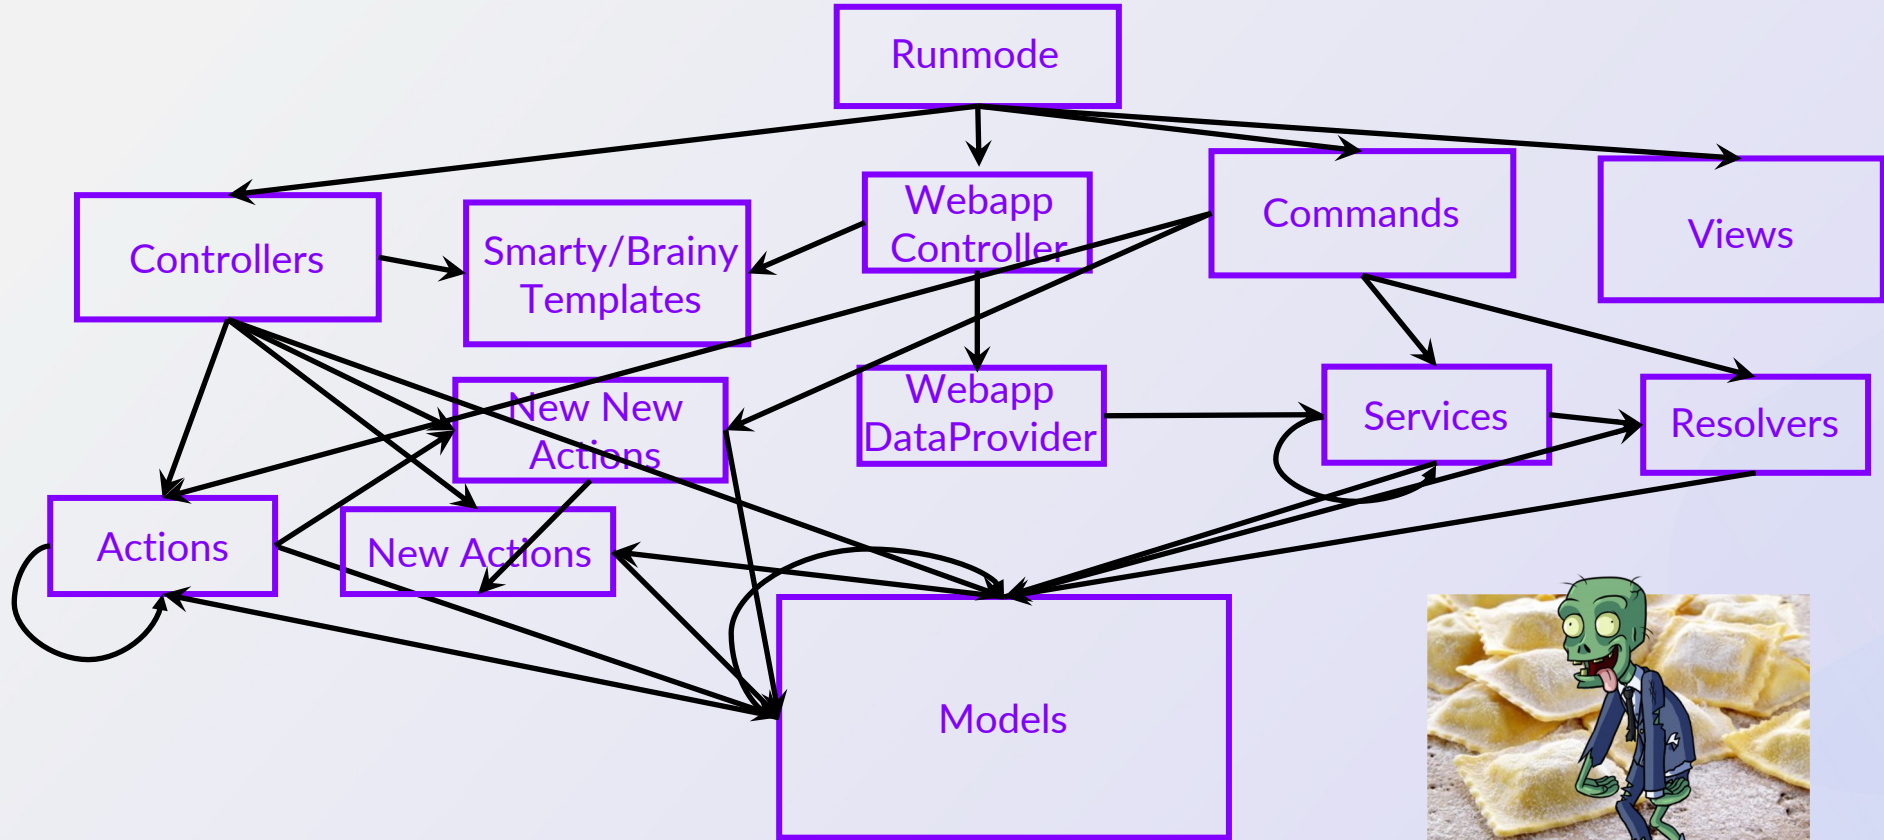 Runmode
Webapp
Controller
Commands
Views
Controllers
Smarty/Brainy
Templates
New New
Actions
Webapp
DataProvider
Services
Resolvers
Actions
New Actions
Models